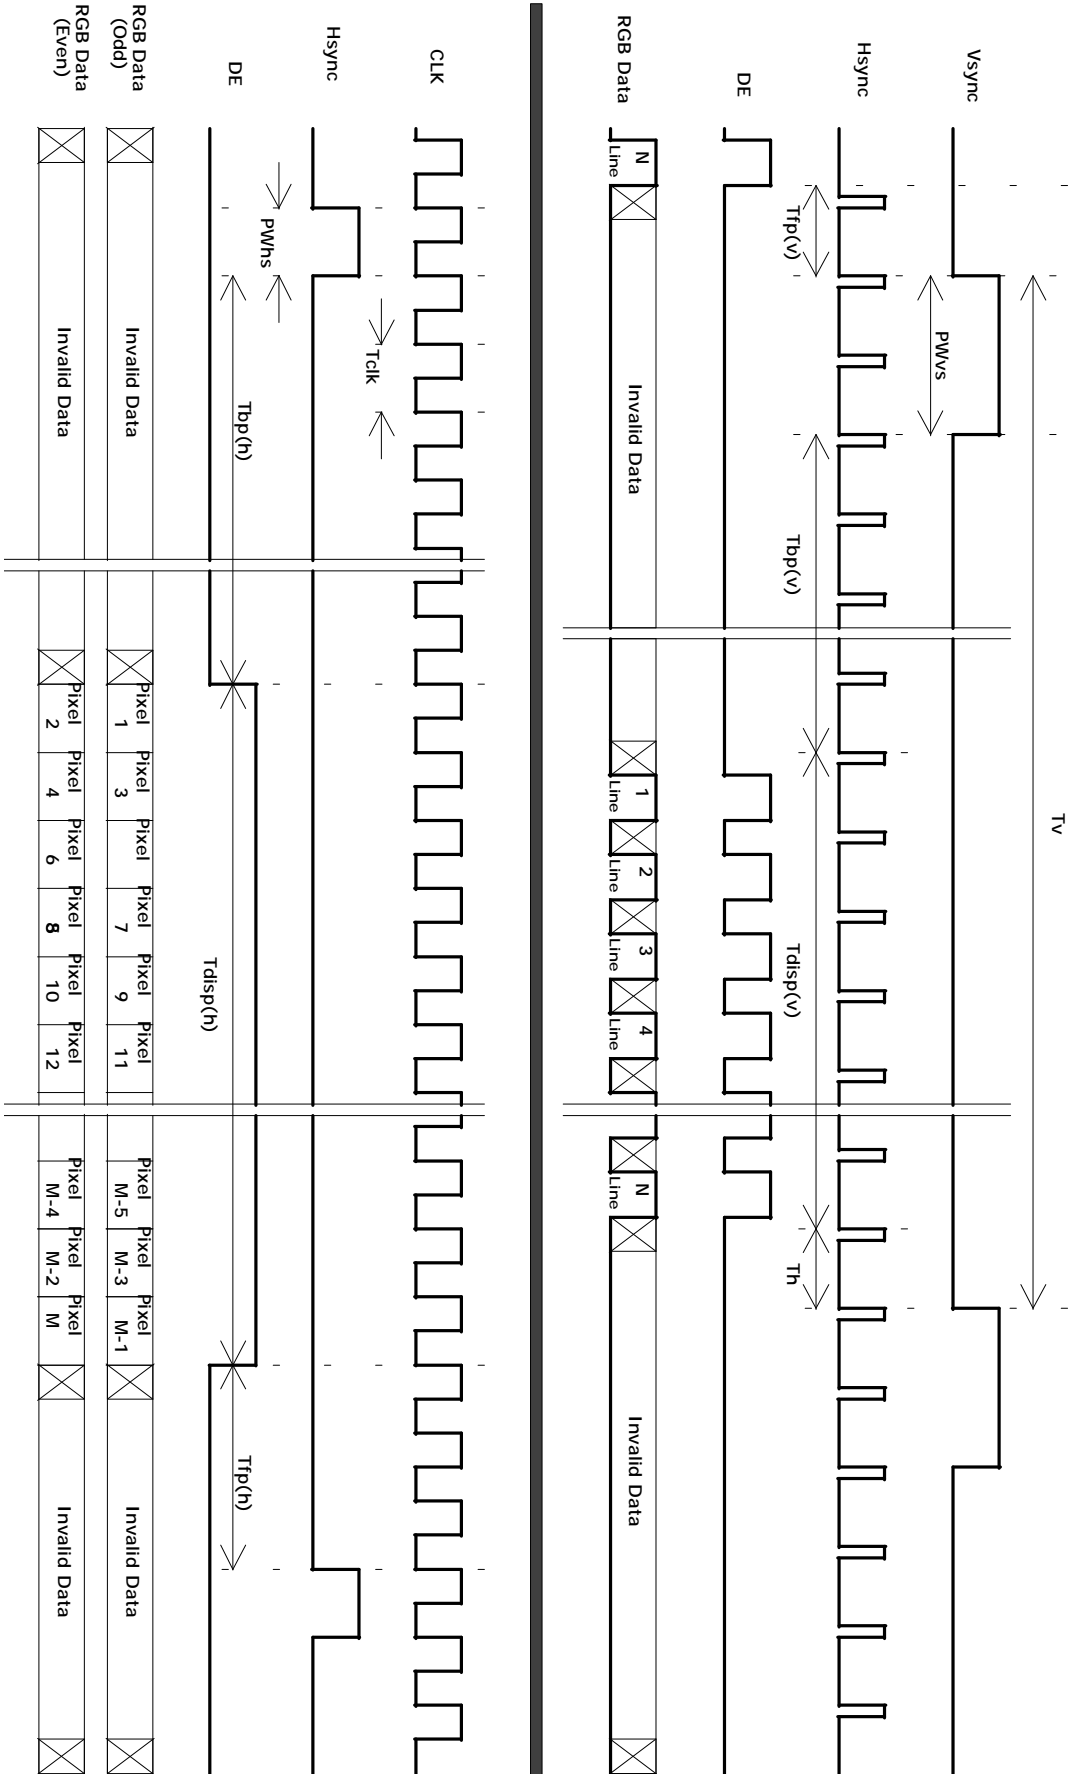 Tv
Vsync
PWvs
Hsync
Tfp(v)
Tbp(v)
Tdisp(v)
Th
DE
RGB Data
N
Line
Invalid Data
1
Line
2
Line
3
Line
4
Line
N
Line
Invalid Data
CLK
Tclk
Hsync
PWhs
Tbp(h)
Tdisp(h)
Tfp(h)
DE
RGB Data
(Odd)
Invalid Data
Pixel
1
Pixel
3
Pixel
Pixel
7
Pixel
9
Pixel
11
Pixel
M-5
Pixel
M-3
Pixel
M-1
Invalid Data
RGB Data
(Even)
Invalid Data
Pixel
2
Pixel
4
Pixel
6
Pixel
8
Pixel
10
Pixel
12
Pixel
M-4
Pixel
M-2
Pixel
M
Invalid Data